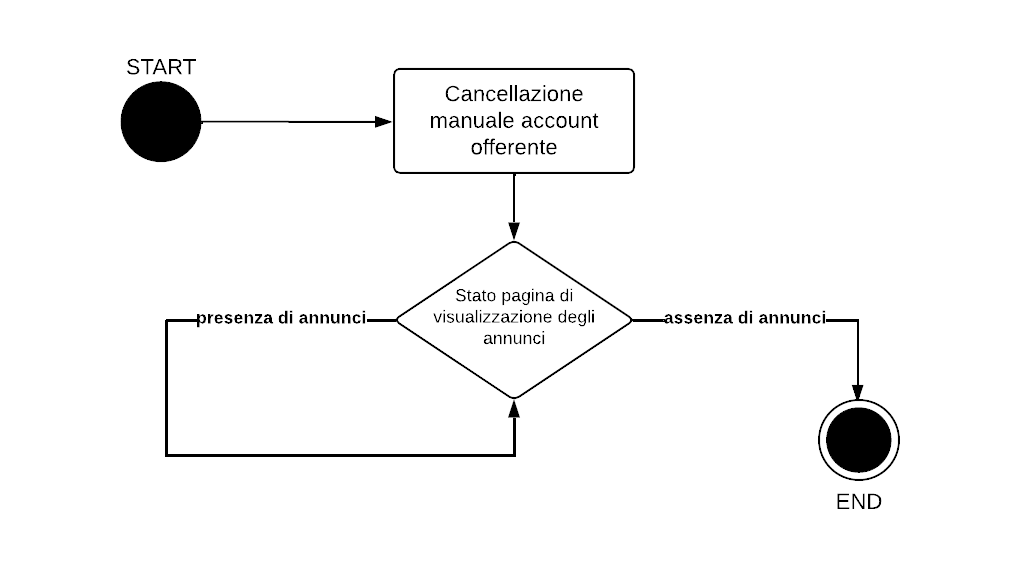 START
Cancellazione
manuale account
offerente
Stato pagina di
visualizzazione degli
annunci
presenza di annunci
assenza di annunci
END